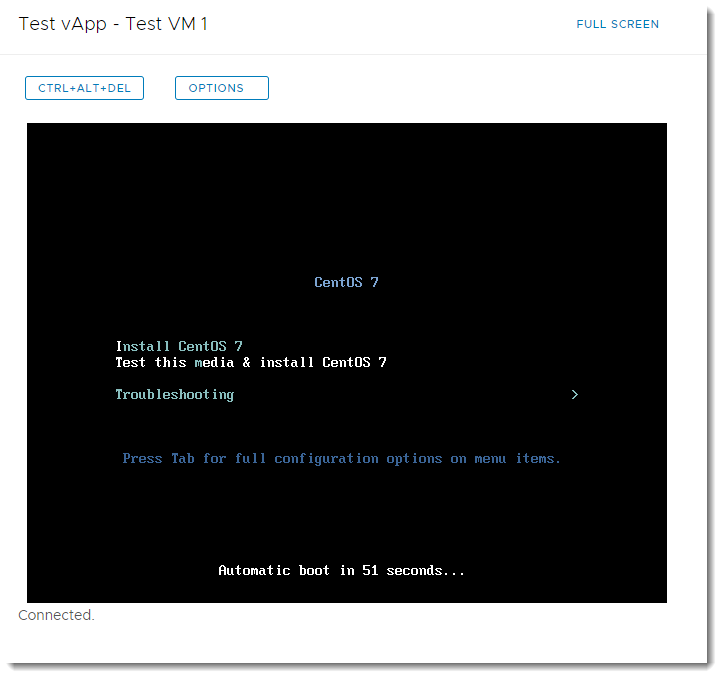 Test vApp - Test VM 1
FULL SCREEN
CTRL+ALT+DEL
OPTIONS
CentOS 7
Install CentOS 7
Test this media & install CentOS 7
Troubleshooting >
Press Tab for full configuration options on menu items.
Automatic boot in 51 seconds...
Connected.